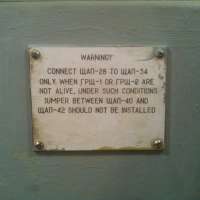 WARNING!
CONNECT ЩАП-28 TO ЩАП-34
ONLY WHEN ГРЩ-1 OR ГРЩ-2 ARE
NOT ALIVE, UNDER SUCH CONDITIONS
JUMPER BETWEEN ЩАП-40 AND
ЩАП-42 SHOULD NOT BE INSTALLED